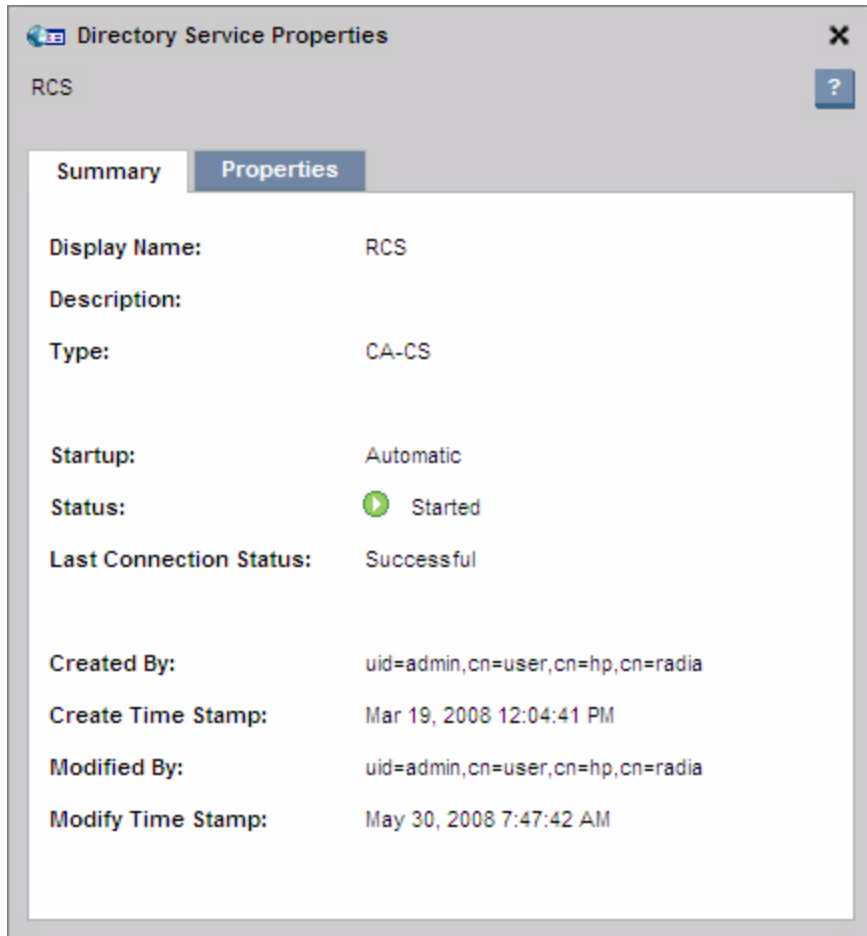 Directory Service Properties
RCS
?
Summary Properties
Display Name: RCS
Description:
Type: CA-CS
Startup: Automatic
Status: Started
Last Connection Status: Successful
Created By: uid=admin,cn=user,cn=hp,cn=radia
Create Time Stamp: Mar 19, 2008 12:04:41 PM
Modified By: uid=admin,cn=user,cn=hp,cn=radia
Modify Time Stamp: May 30, 2008 7:47:42 AM